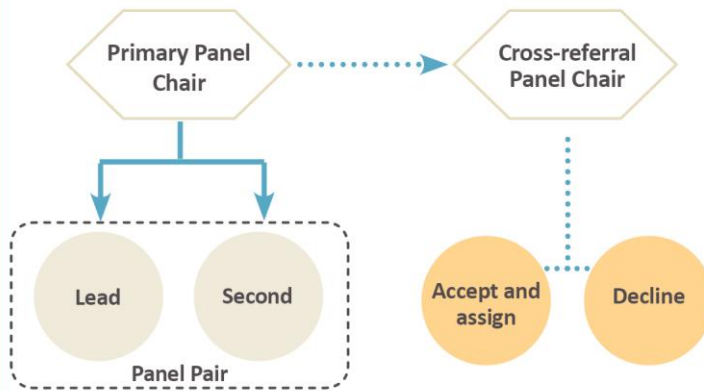 Primary Panel
Chair
Cross-referral
Panel Chair
Lead
Second
Panel Pair
Accept and
assign
Decline